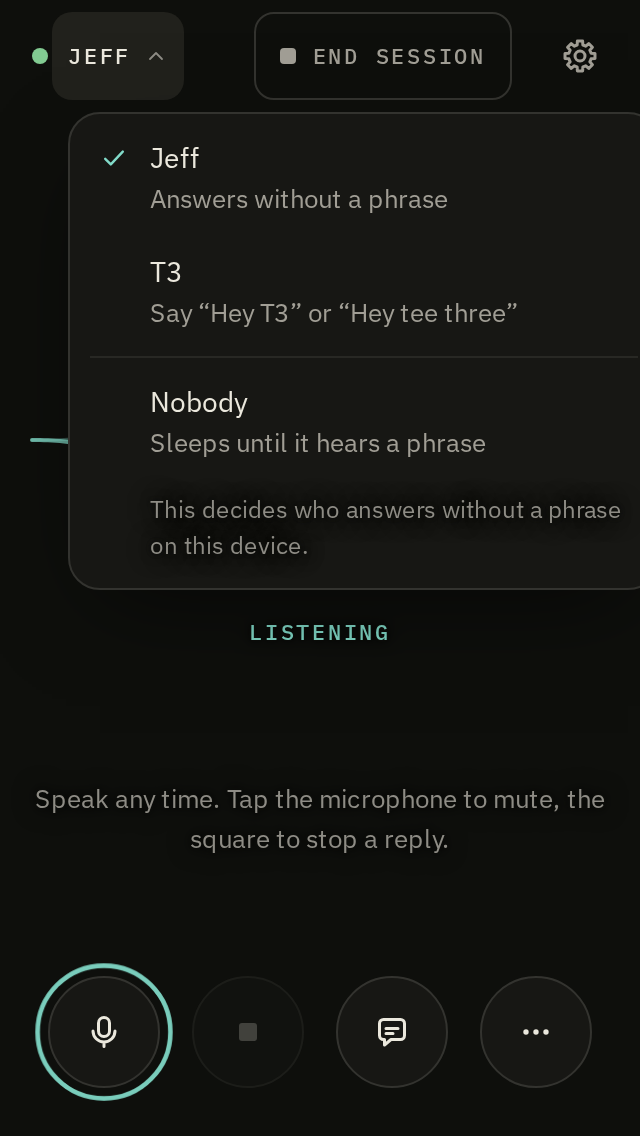 JEFF
END SESSION
Jeff
Answers without a phrase
T3
Say “Hey T3” or “Hey tee three”
Nobody
Sleeps until it hears a phrase
This decides who answers without a phrase
on this device.
LISTENING
Speak any time. Tap the microphone to mute, the
square to stop a reply.